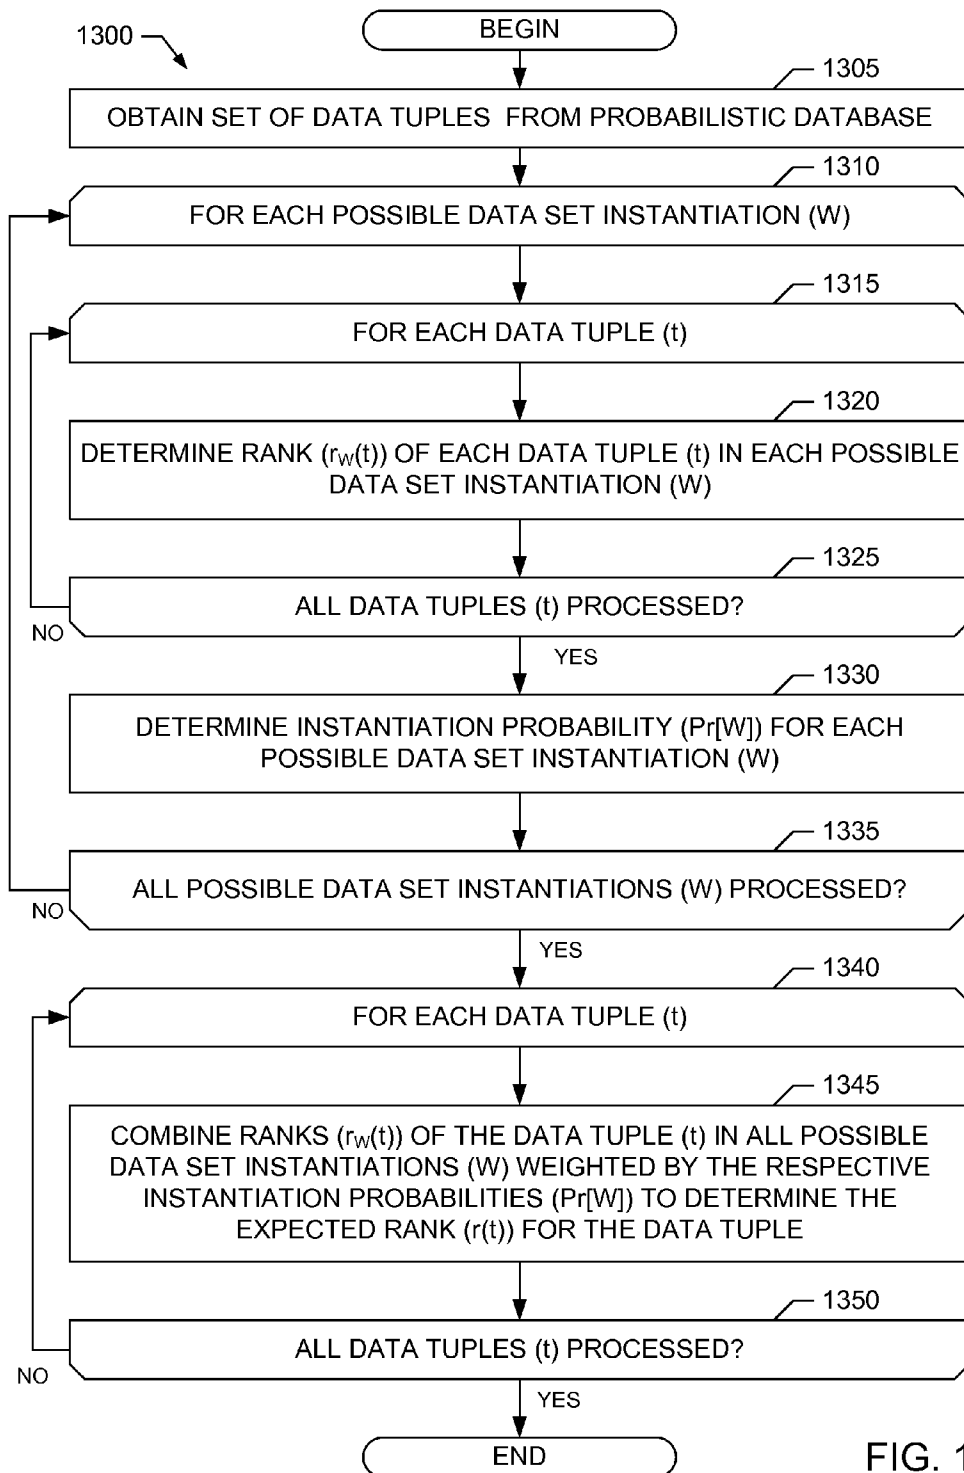 BEGIN
1300
1305
OBTAIN SET OF DATA TUPLES FROM PROBABILISTIC DATABASE
1310
FOR EACH POSSIBLE DATA SET INSTANTIATION (W)
1315
FOR EACH DATA TUPLE (t)
1320
DETERMINE RANK (rW(t)) OF EACH DATA TUPLE (t) IN EACH POSSIBLE
DATA SET INSTANTIATION (W)
1325
ALL DATA TUPLES (t) PROCESSED?
NO
YES
1330
DETERMINE INSTANTIATION PROBABILITY (Pr[W]) FOR EACH
POSSIBLE DATA SET INSTANTIATION (W)
1335
ALL POSSIBLE DATA SET INSTANTIATIONS (W) PROCESSED?
NO
YES
1340
FOR EACH DATA TUPLE (t)
1345
COMBINE RANKS (rW(t)) OF THE DATA TUPLE (t) IN ALL POSSIBLE
DATA SET INSTANTIATIONS (W) WEIGHTED BY THE RESPECTIVE
INSTANTIATION PROBABILITIES (Pr[W]) TO DETERMINE THE
EXPECTED RANK (r(t)) FOR THE DATA TUPLE
1350
ALL DATA TUPLES (t) PROCESSED?
NO
YES
END
FIG. 1